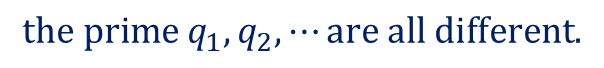 the prime q₁, q₂, ⋯ are all different.